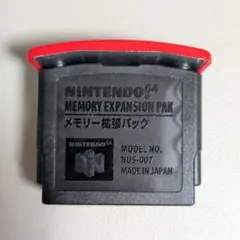 NINTENDO64
MEMORY EXPANSION PAK
メモリー拡張パック
NINTENDO64
MODEL NO.
NUS-007
MADE IN JAPAN